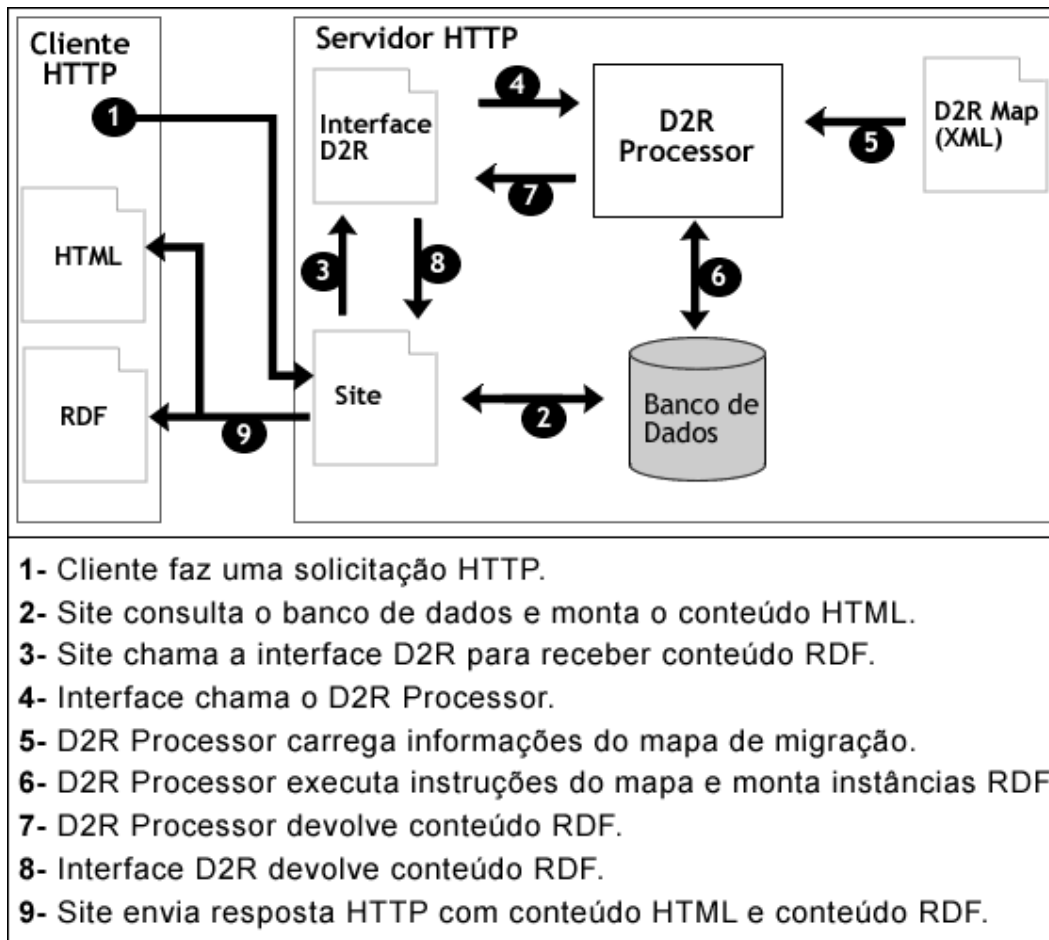 Cliente
HTTP
Servidor HTTP
1
Interface
D2R
4
D2R
Processor
5
D2R Map
(XML)
7
HTML
3
8
6
RDF
9
Site
2
Banco de
Dados
1- Cliente faz uma solicitação HTTP.
2- Site consulta o banco de dados e monta o conteúdo HTML.
3- Site chama a interface D2R para receber conteúdo RDF.
4- Interface chama o D2R Processor.
5- D2R Processor carrega informações do mapa de migração.
6- D2R Processor executa instruções do mapa e monta instâncias RDF
7- D2R Processor devolve conteúdo RDF.
8- Interface D2R devolve conteúdo RDF.
9- Site envia resposta HTTP com conteúdo HTML e conteúdo RDF.